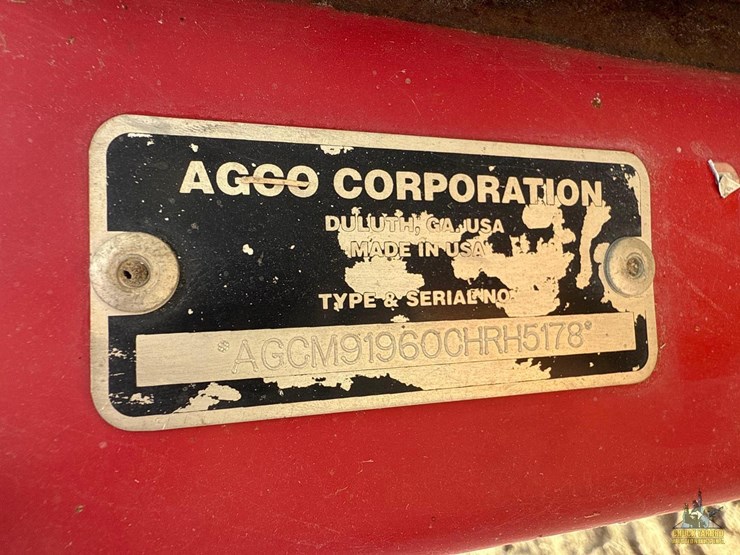 AGCO CORPORATION
DULUTH, GA, USA
MADE IN USA
TYPE & SERIAL NO
*AGCM91960CHRH5178*